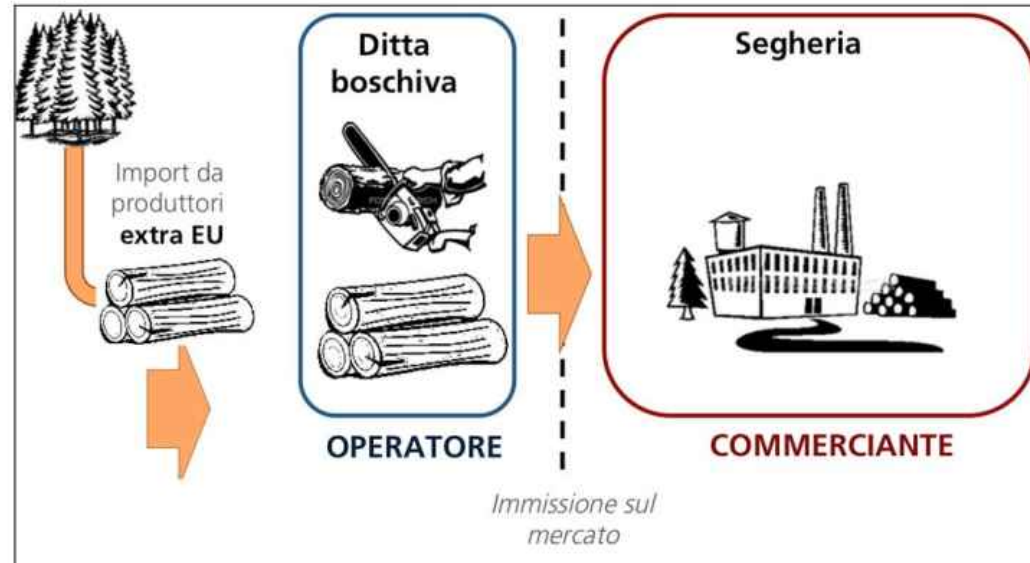 Ditta
boschiva
Segheria
Import da
produttori
extra EU
OPERATORE
COMMERCIANTE
Immissione sul
mercato